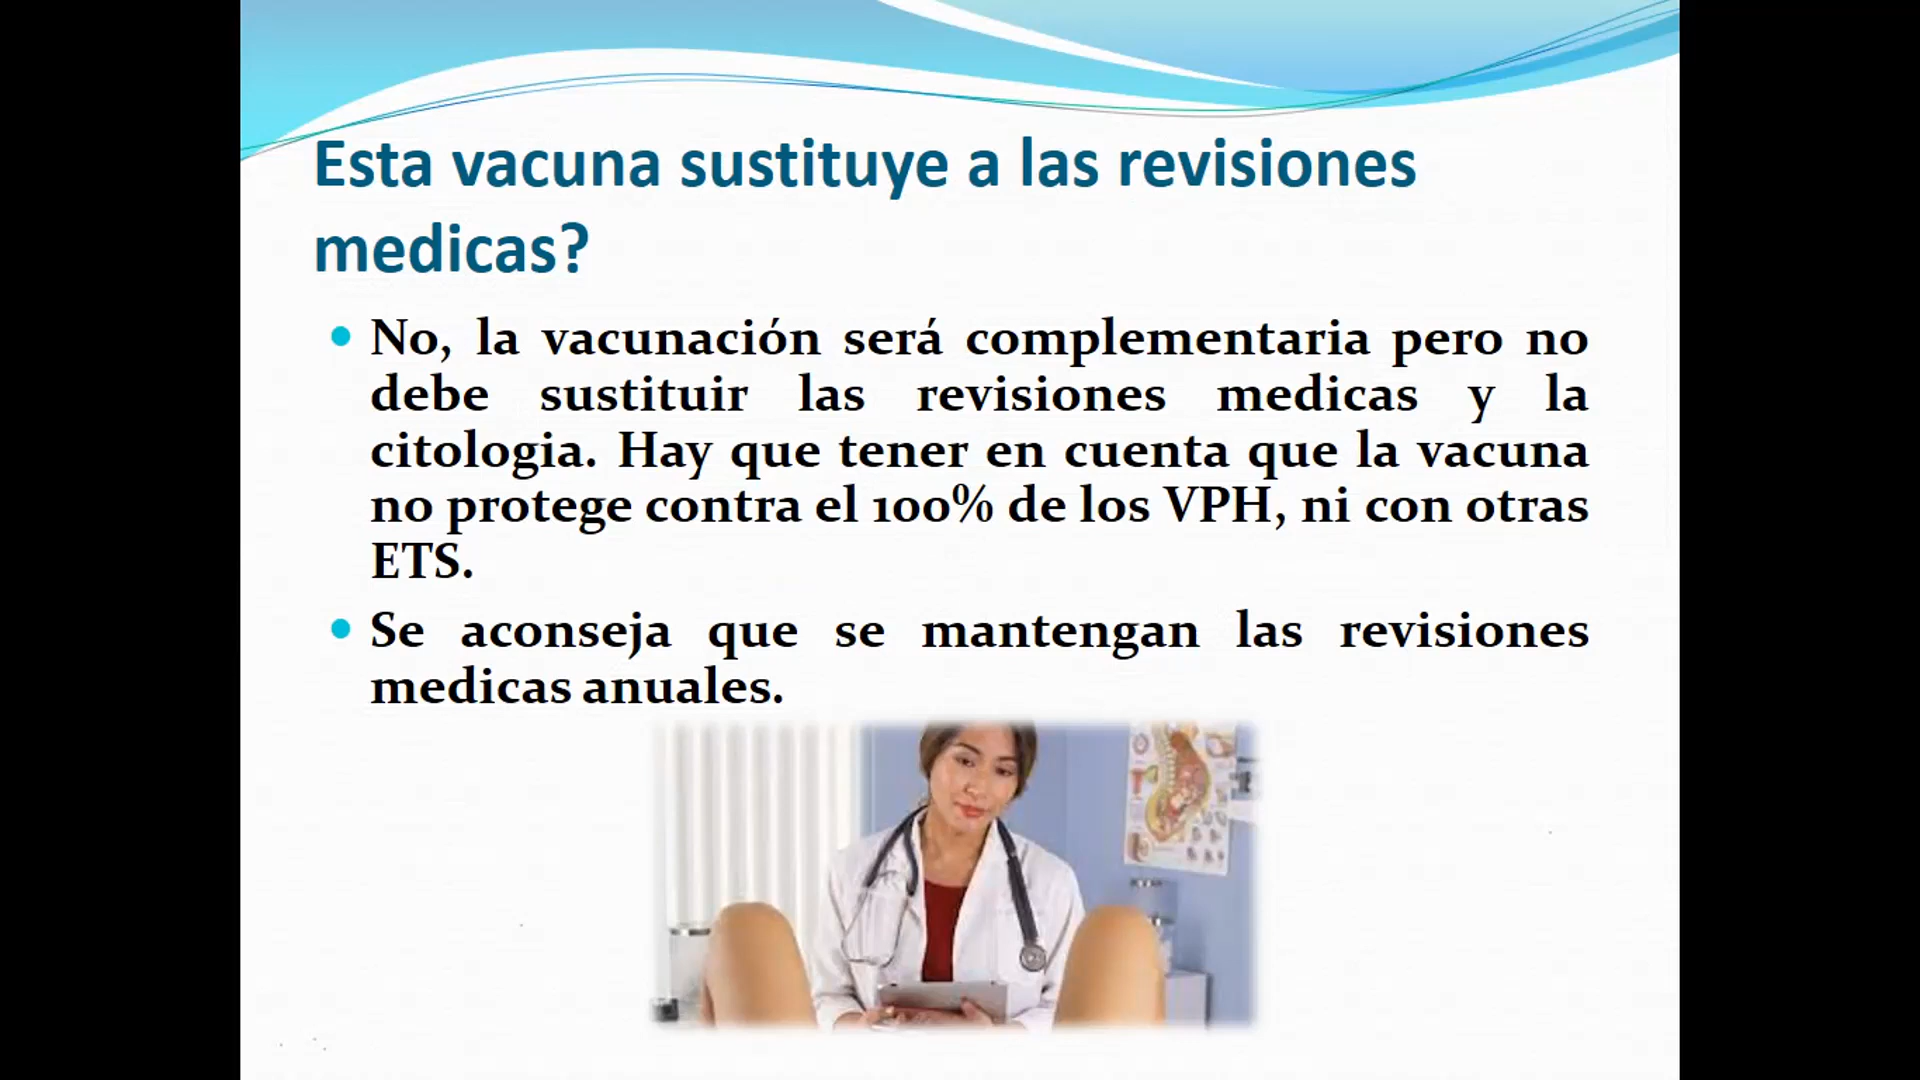 Esta vacuna sustituye a las revisiones
medicas?
No, la vacunación será complementaria pero no
debe sustituir las revisiones medicas y la
citologia. Hay que tener en cuenta que la vacuna
no protege contra el 100% de los VPH, ni con otras
ETS.
Se aconseja que se mantengan las revisiones
medicas anuales.